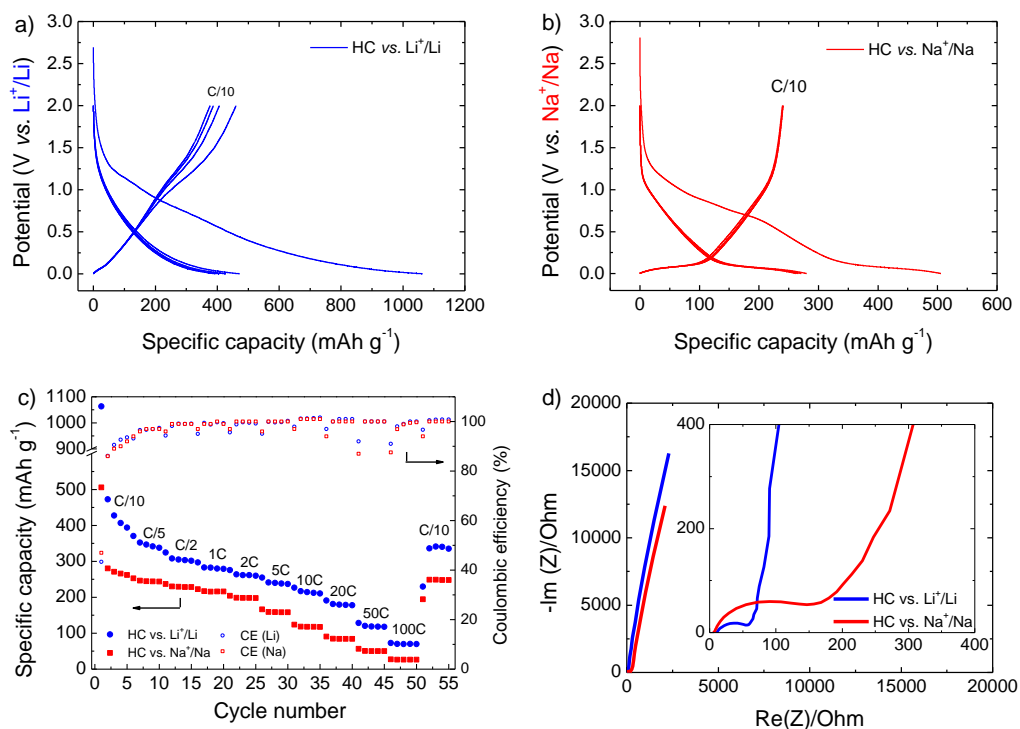 a)
HC vs. Li⁺/Li
C/10
Potential (V vs. Li⁺/Li)
3.0
2.5
2.0
1.5
1.0
0.5
0.0
0 200 400 600 800 1000 1200
Specific capacity (mAh g⁻¹)
b)
HC vs. Na⁺/Na
C/10
Potential (V vs. Na⁺/Na)
3.0
2.5
2.0
1.5
1.0
0.5
0.0
0 100 200 300 400 500 600
Specific capacity (mAh g⁻¹)
c)
Specific capacity (mAh g⁻¹)
1100
1000
900
500
400
300
200
100
0
C/10
C/5
C/2
1C
2C
5C
10C
20C
50C
100C
C/10
HC vs. Li⁺/Li
HC vs. Na⁺/Na
CE (Li)
CE (Na)
100
80
60
40
20
0
Coulombic efficiency (%)
0 5 10 15 20 25 30 35 40 45 50 55
Cycle number
d)
-Im (Z)/Ohm
20000
15000
10000
5000
0
0 5000 10000 15000 20000
Re(Z)/Ohm
400
200
0
0 100 200 300 400
HC vs. Li⁺/Li
HC vs. Na⁺/Na